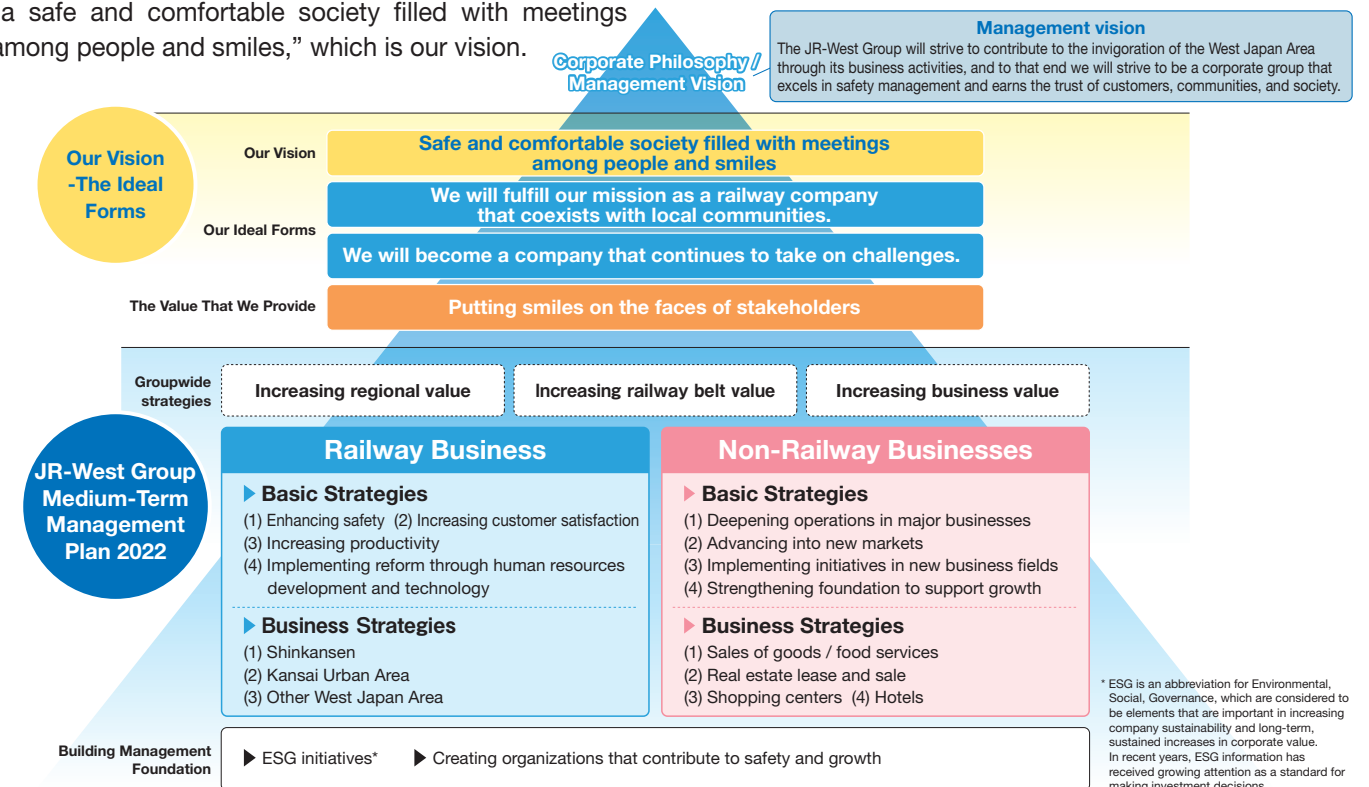 a safe and comfortable society filled with meetings
among people and smiles,” which is our vision.
Corporate Philosophy /
Management Vision
Management vision
The JR-West Group will strive to contribute to the invigoration of the West Japan Area
through its business activities, and to that end we will strive to be a corporate group that
excels in safety management and earns the trust of customers, communities, and society.
Our Vision
-The Ideal
Forms
Our Vision
Safe and comfortable society filled with meetings
among people and smiles
Our Ideal Forms
We will fulfill our mission as a railway company
that coexists with local communities.
We will become a company that continues to take on challenges.
The Value That We Provide
Putting smiles on the faces of stakeholders
Groupwide
strategies
Increasing regional value
Increasing railway belt value
Increasing business value
JR-West Group
Medium-Term
Management
Plan 2022
Railway Business
Basic Strategies
(1) Enhancing safety (2) Increasing customer satisfaction
(3) Increasing productivity
(4) Implementing reform through human resources
development and technology
Business Strategies
(1) Shinkansen
(2) Kansai Urban Area
(3) Other West Japan Area
Non-Railway Businesses
Basic Strategies
(1) Deepening operations in major businesses
(2) Advancing into new markets
(3) Implementing initiatives in new business fields
(4) Strengthening foundation to support growth
Business Strategies
(1) Sales of goods / food services
(2) Real estate lease and sale
(3) Shopping centers (4) Hotels
Building Management
Foundation
ESG initiatives*
Creating organizations that contribute to safety and growth
* ESG is an abbreviation for Environmental,
Social, Governance, which are considered to
be elements that are important in increasing
company sustainability and long-term,
sustained increases in corporate value.
In recent years, ESG information has
received growing attention as a standard for
making investment decisions.